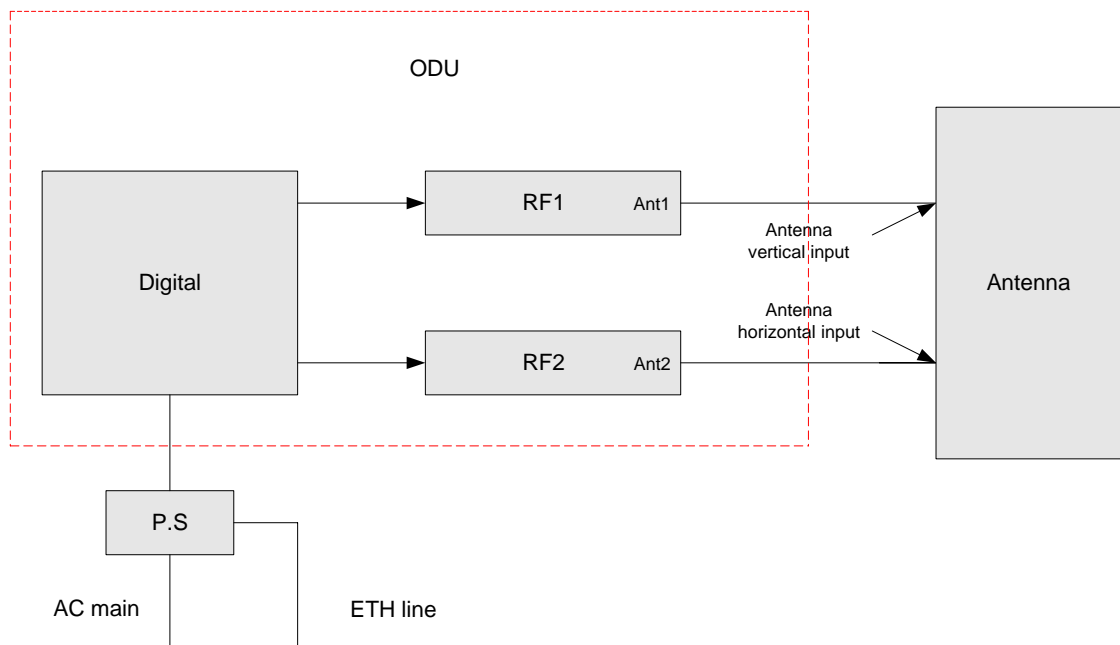 ODU
RF1
Ant1
Antenna
vertical input
Digital
Antenna
Antenna
horizontal input
RF2
Ant2
P.S
AC main
ETH line